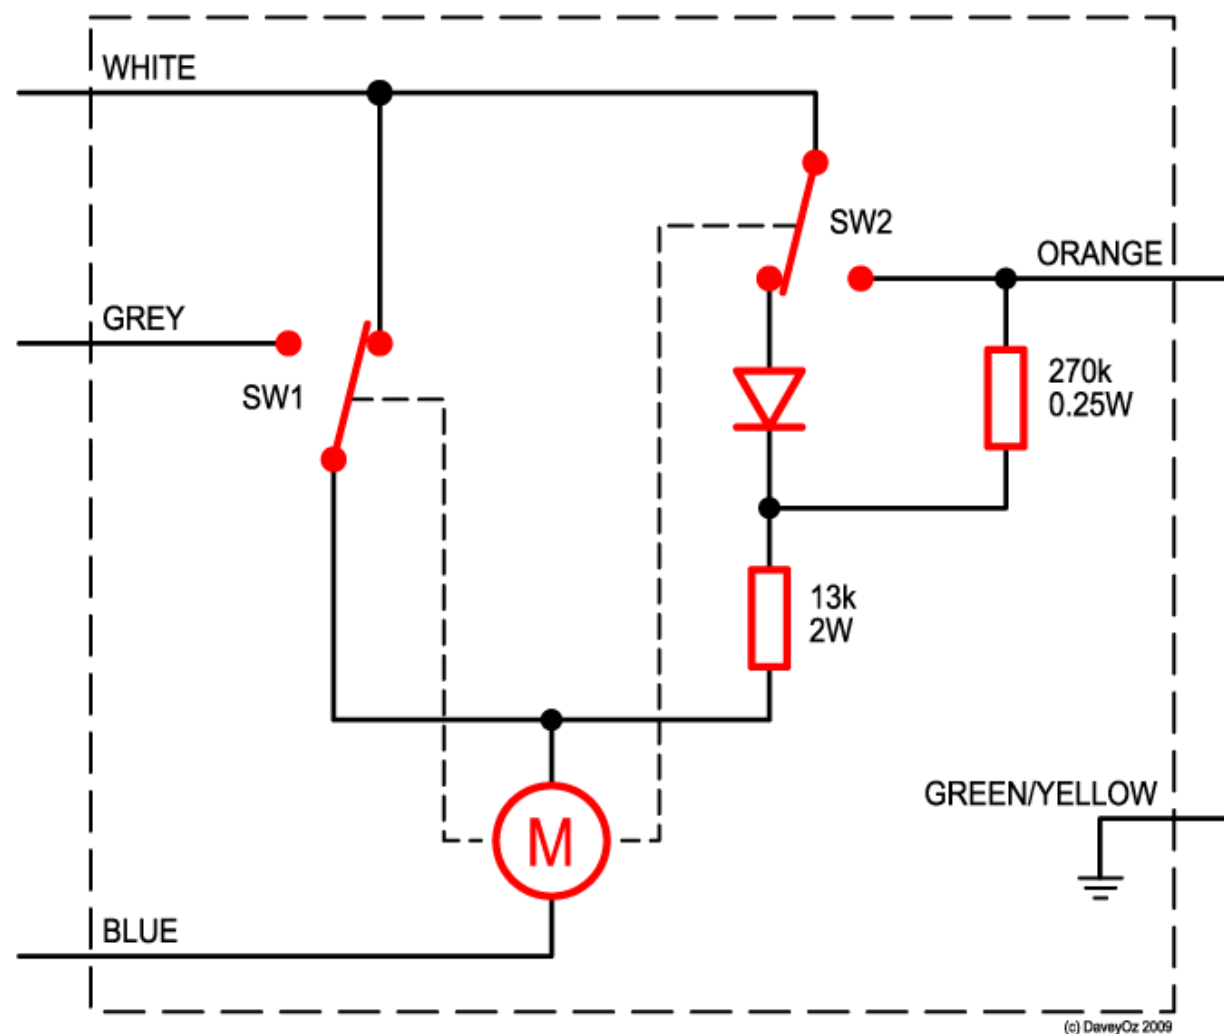 WHITE
SW2
ORANGE
GREY
270k
0.25W
SW1
13k
2W
GREEN/YELLOW
M
BLUE
(c) DaveyOz 2009